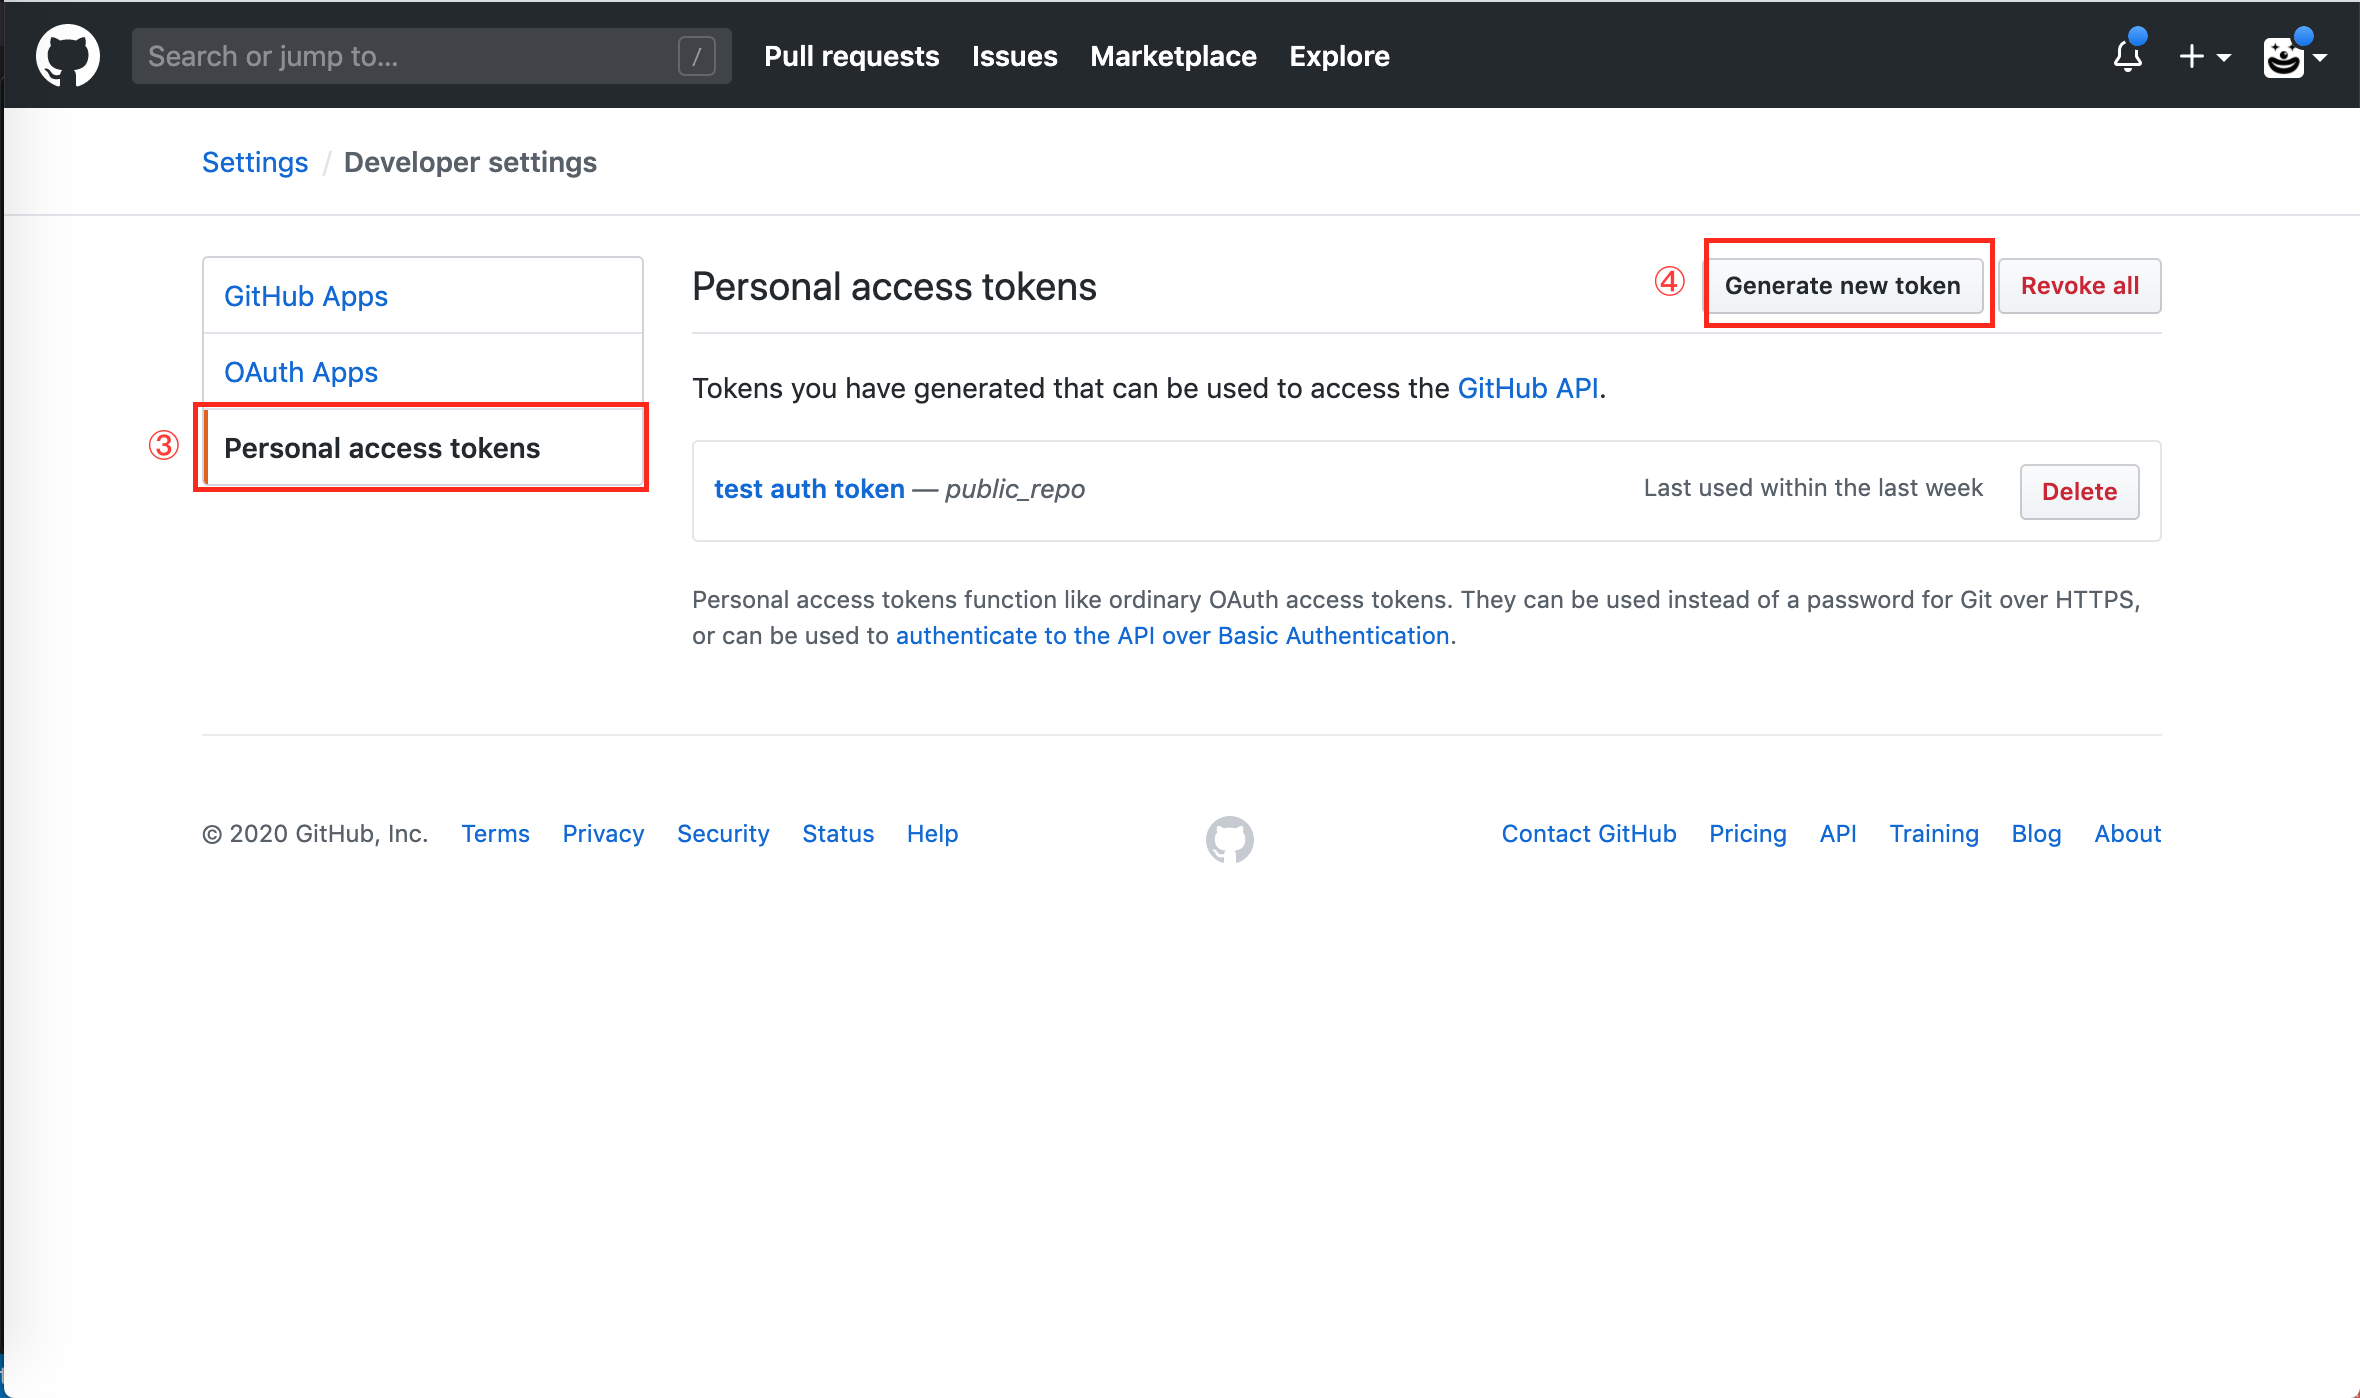 Search or jump to... /
Pull requests Issues Marketplace Explore
Settings / Developer settings
GitHub Apps
OAuth Apps
③ Personal access tokens
Personal access tokens
④ Generate new token Revoke all
Tokens you have generated that can be used to access the GitHub API.
test auth token — public_repo Last used within the last week Delete
Personal access tokens function like ordinary OAuth access tokens. They can be used instead of a password for Git over HTTPS,
or can be used to authenticate to the API over Basic Authentication.
© 2020 GitHub, Inc. Terms Privacy Security Status Help Contact GitHub Pricing API Training Blog About